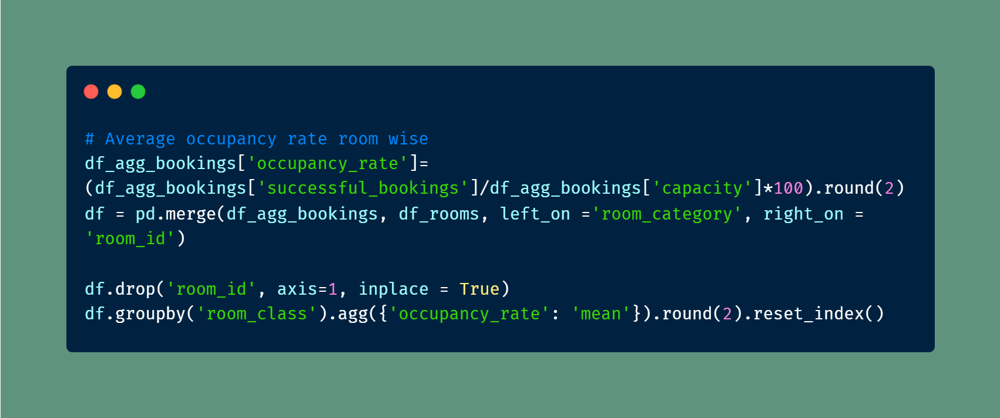 # Average occupancy rate room wise
df_agg_bookings['occupancy_rate']=
(df_agg_bookings['successful_bookings']/df_agg_bookings['capacity']*100).round(2)
df = pd.merge(df_agg_bookings, df_rooms, left_on ='room_category', right_on =
'room_id')
df.drop('room_id', axis=1, inplace = True)
df.groupby('room_class').agg({'occupancy_rate': 'mean'}).round(2).reset_index()